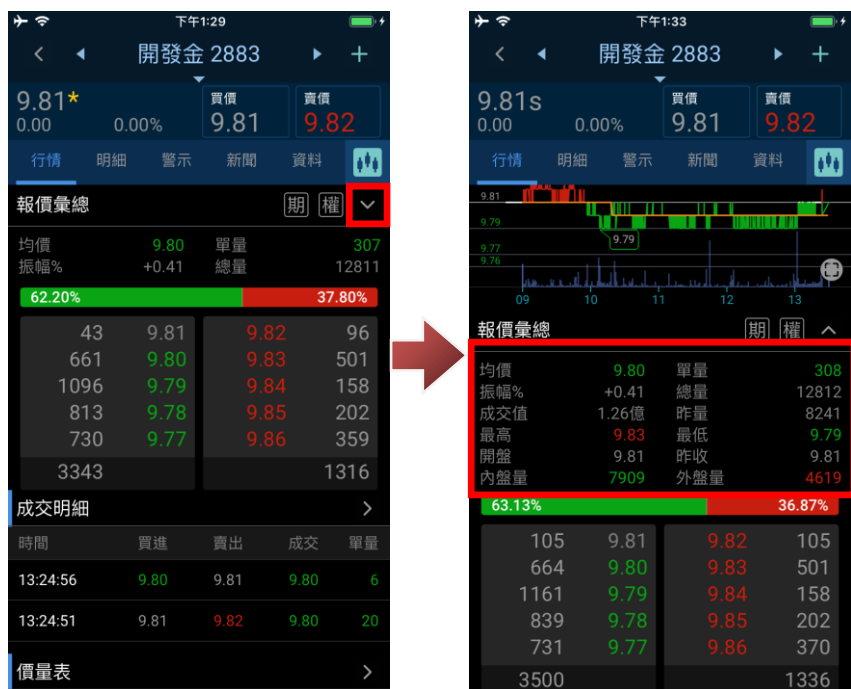 下午1:29
開發金 2883
9.81*
0.00 0.00%
買價
9.81
賣價
9.82
行情 明細 警示 新聞 資料
報價彙總 期 權
均價 9.80 單量 307
振幅% +0.41 總量 12811
62.20% 37.80%
43 9.81 9.82 96
661 9.80 9.83 501
1096 9.79 9.84 158
813 9.78 9.85 202
730 9.77 9.86 359
3343 1316
成交明細
時間 買進 賣出 成交 單量
13:24:56 9.80 9.81 9.80 6
13:24:51 9.81 9.82 9.80 20
價量表
下午1:33
開發金 2883
9.81s
0.00 0.00%
買價
9.81
賣價
9.82
行情 明細 警示 新聞 資料
9.81
9.79
9.79
9.77
9.76
09 10 11 12 13
報價彙總 期 權
均價 9.80 單量 308
振幅% +0.41 總量 12812
成交值 1.26億 昨量 8241
最高 9.83 最低 9.79
開盤 9.81 昨收 9.81
內盤量 7909 外盤量 4619
63.13% 36.87%
105 9.81 9.82 105
664 9.80 9.83 501
1161 9.79 9.84 158
839 9.78 9.85 202
731 9.77 9.86 370
3500 1336